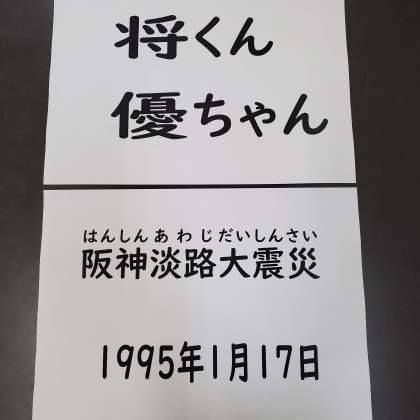 将くん
優ちゃん
はんしんあわじだいしんさい
阪神淡路大震災
1995年1月17日